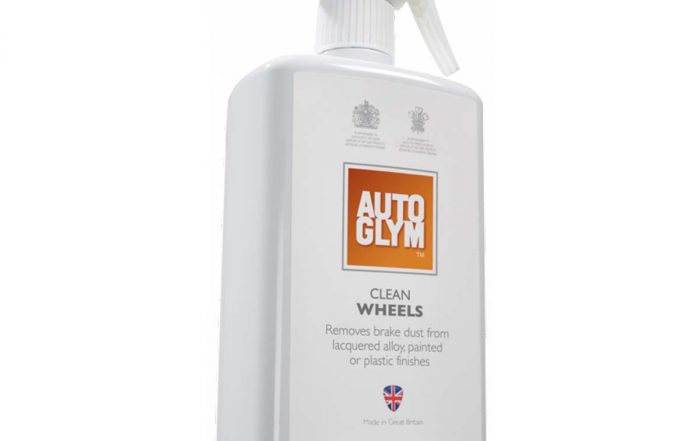 AUTO
GLYM
TM
CLEAN
WHEELS
Removes brake dust from
lacquered alloy, painted
or plastic finishes
Made in Great Britain